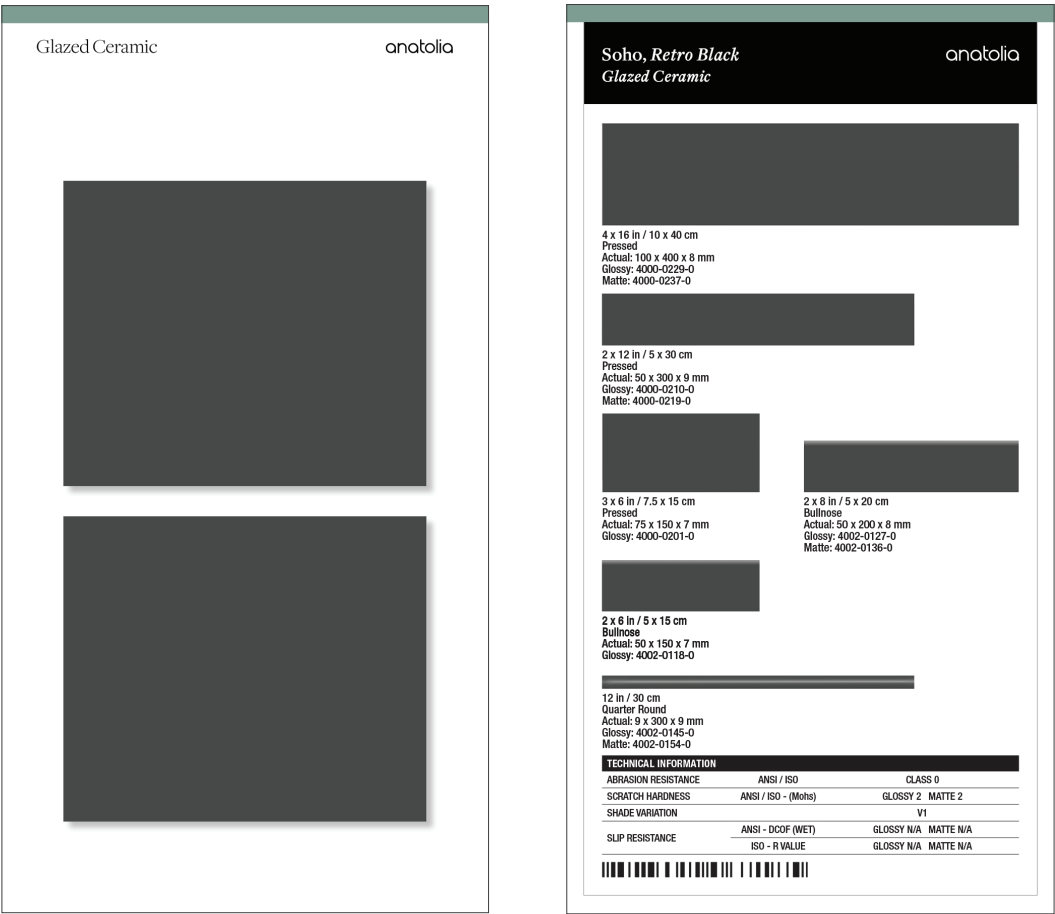 Glazed Ceramic
anatolia
Soho, Retro Black
Glazed Ceramic
anatolia
4 x 16 in / 10 x 40 cm
Pressed
Actual: 100 x 400 x 8 mm
Glossy: 4000-0229-0
Matte: 4000-0237-0
2 x 12 in / 5 x 30 cm
Pressed
Actual: 50 x 300 x 9 mm
Glossy: 4000-0210-0
Matte: 4000-0219-0
3 x 6 in / 7.5 x 15 cm
Pressed
Actual: 75 x 150 x 7 mm
Glossy: 4000-0201-0
2 x 8 in / 5 x 20 cm
Bullnose
Actual: 50 x 200 x 8 mm
Glossy: 4002-0127-0
Matte: 4002-0136-0
2 x 6 in / 5 x 15 cm
Bullnose
Actual: 50 x 150 x 7 mm
Glossy: 4002-0118-0
12 in / 30 cm
Quarter Round
Actual: 9 x 300 x 9 mm
Glossy: 4002-0145-0
Matte: 4002-0154-0
TECHNICAL INFORMATION
ABRASION RESISTANCE ANSI / ISO CLASS 0
SCRATCH HARDNESS ANSI / ISO - (Mohs) GLOSSY 2 MATTE 2
SHADE VARIATION V1
SLIP RESISTANCE ANSI - DCOF (WET) GLOSSY N/A MATTE N/A
ISO - R VALUE GLOSSY N/A MATTE N/A